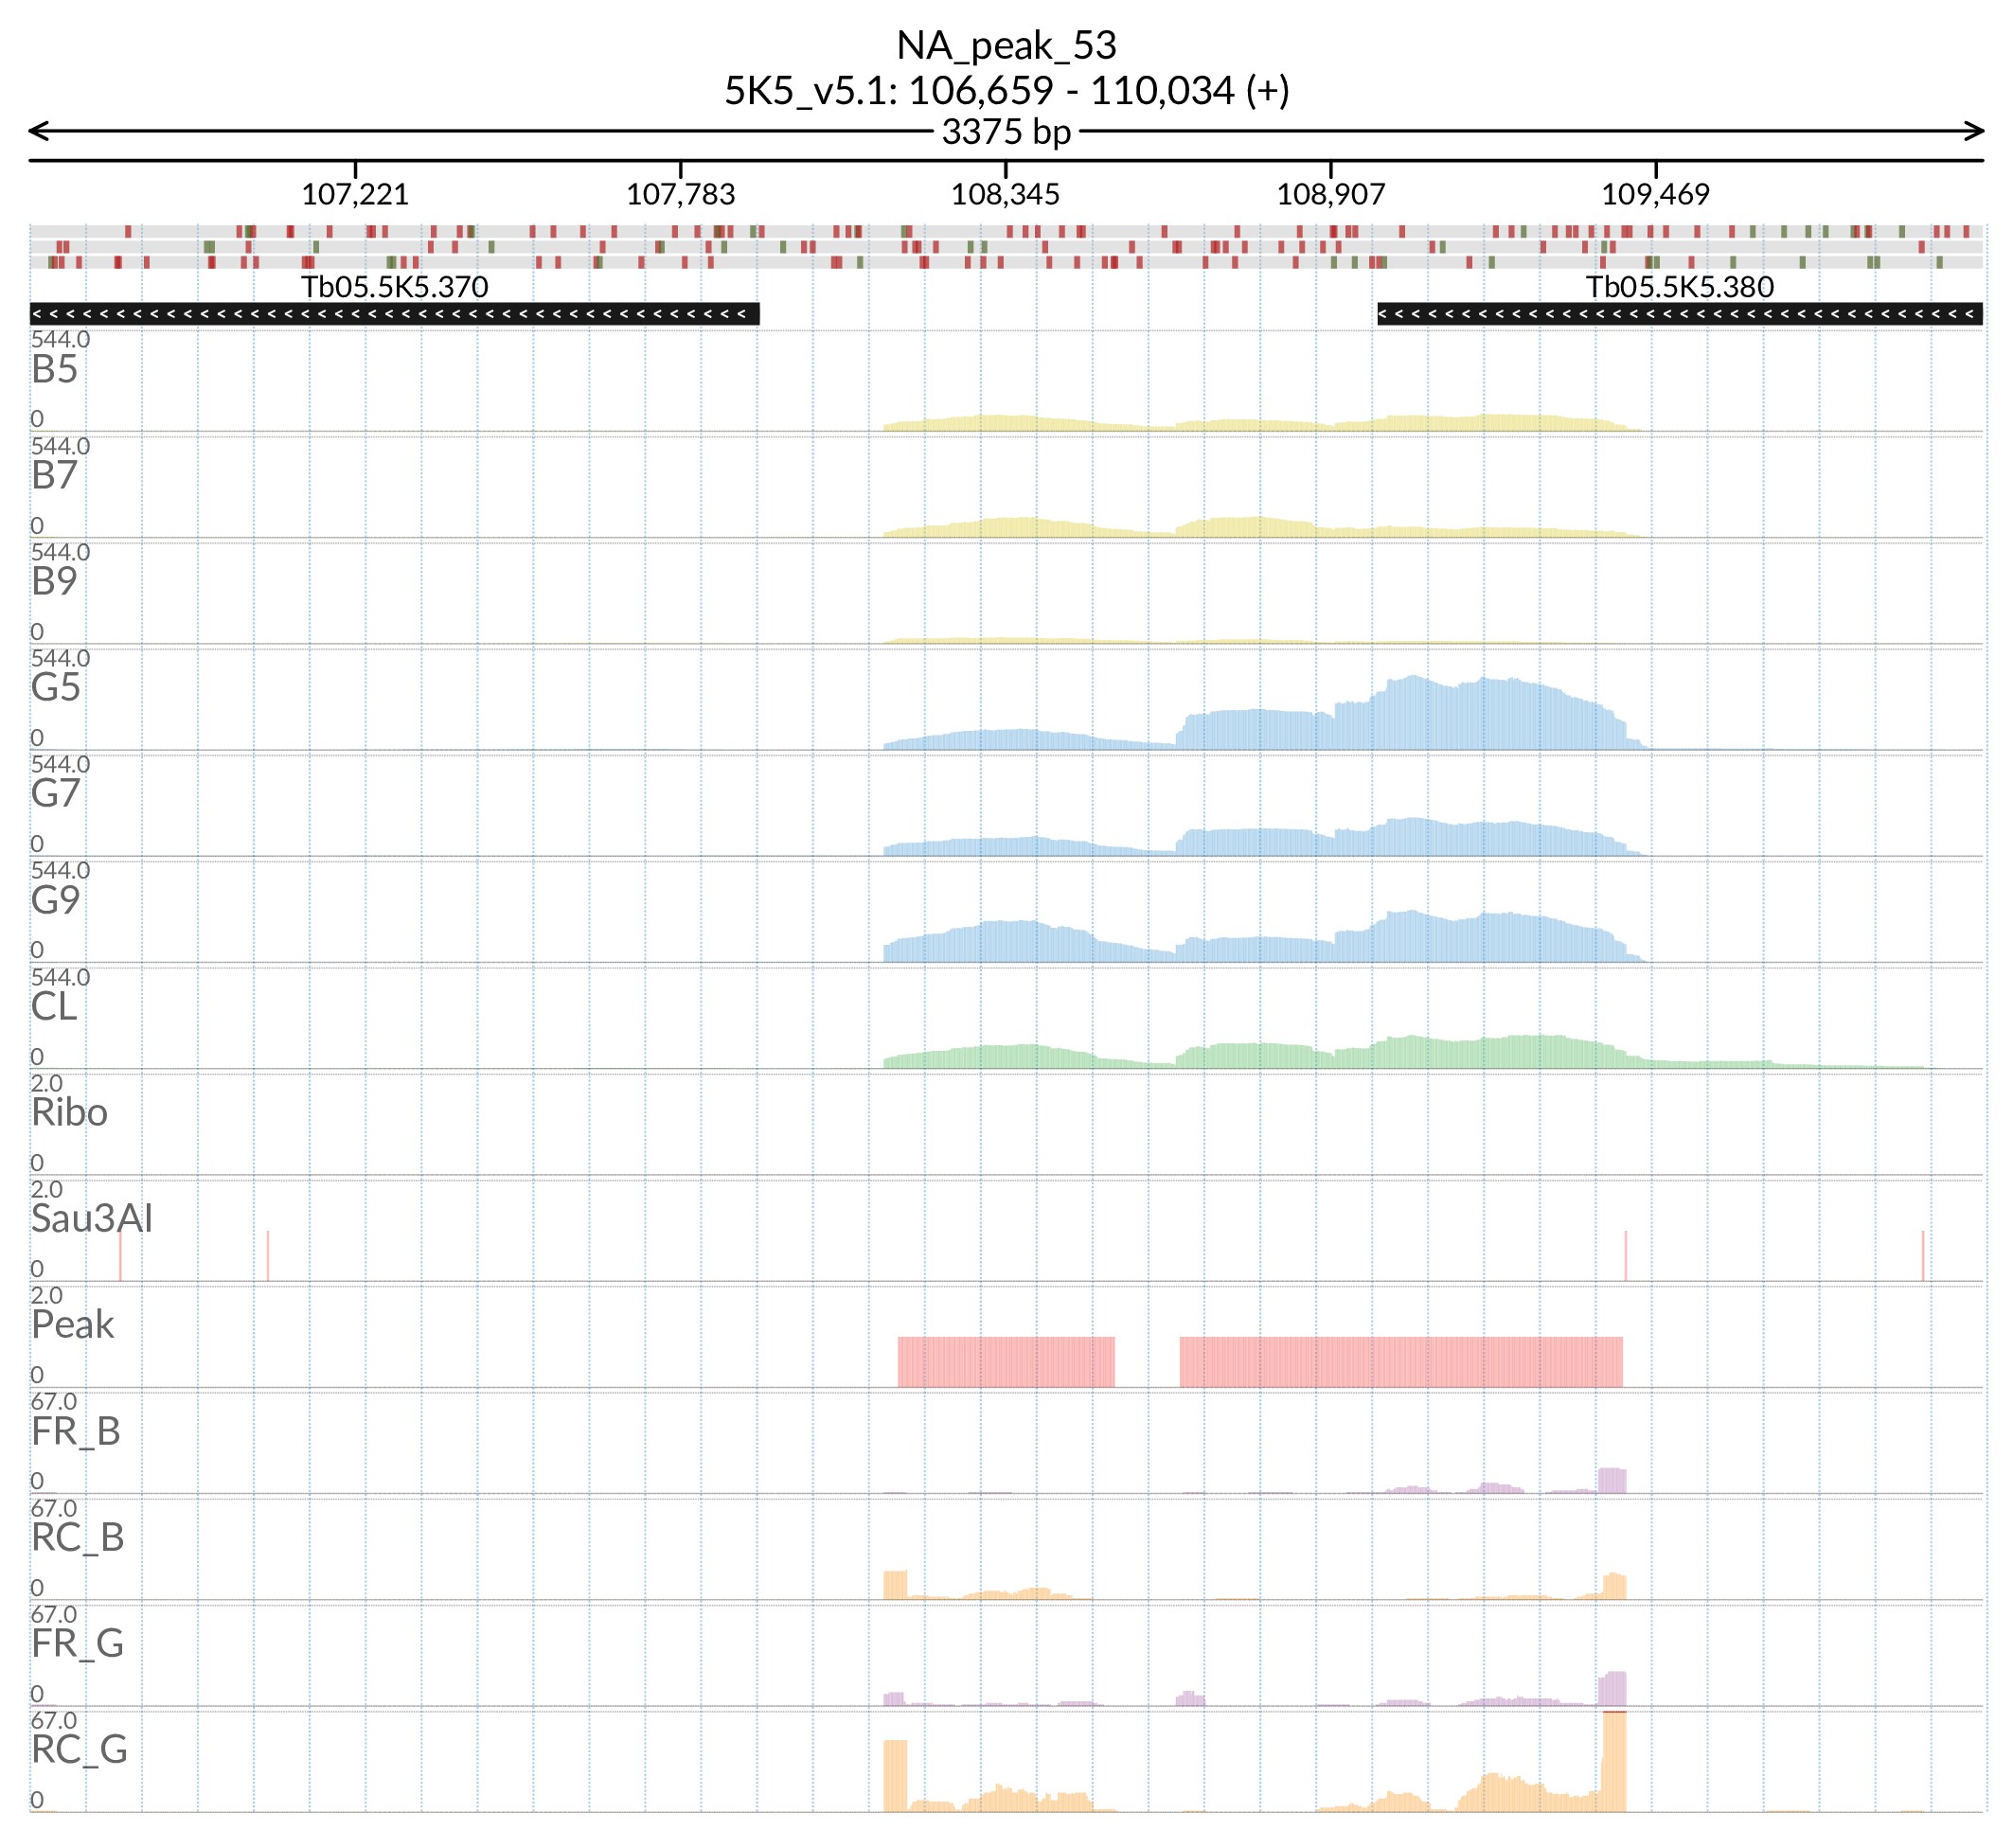 NA_peak_53
5K5_v5.1: 106,659 - 110,034 (+)
3375 bp
107,221 107,783 108,345 108,907 109,469
Tb05.5K5.370 Tb05.5K5.380
544.0
B5
0
544.0
B7
0
544.0
B9
0
544.0
G5
0
544.0
G7
0
544.0
G9
0
544.0
CL
0
2.0
Ribo
0
2.0
Sau3AI
0
2.0
Peak
0
67.0
FR_B
0
67.0
RC_B
0
67.0
FR_G
0
67.0
RC_G
0